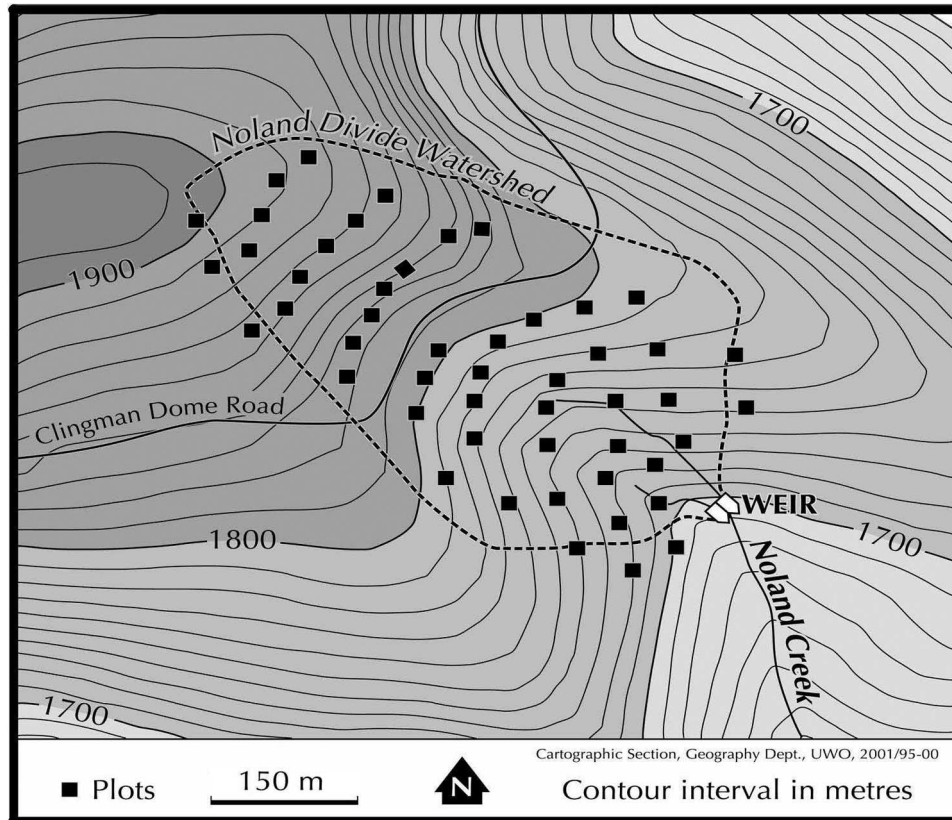 1700
Noland Divide Watershed
1900
Clingman Dome Road
1800
WEIR
1700
Noland Creek
1700
Cartographic Section, Geography Dept., UWO, 2001/95-00
Plots
150 m
N
Contour interval in metres